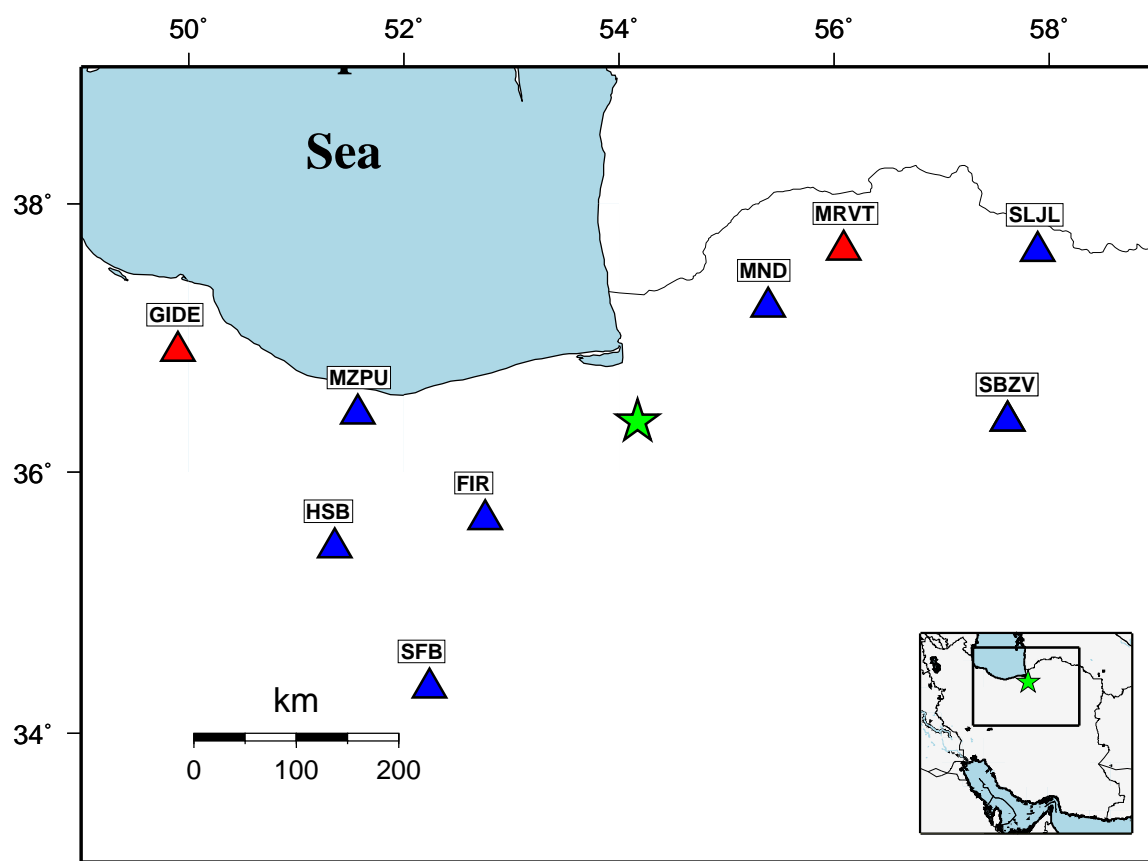 50˚ 52˚ 54˚ 56˚ 58˚
Sea
38˚
MRVT
SLJL
MND
GIDE
MZPU
SBZV
36˚
FIR
HSB
SFB
km
34˚
0 100 200